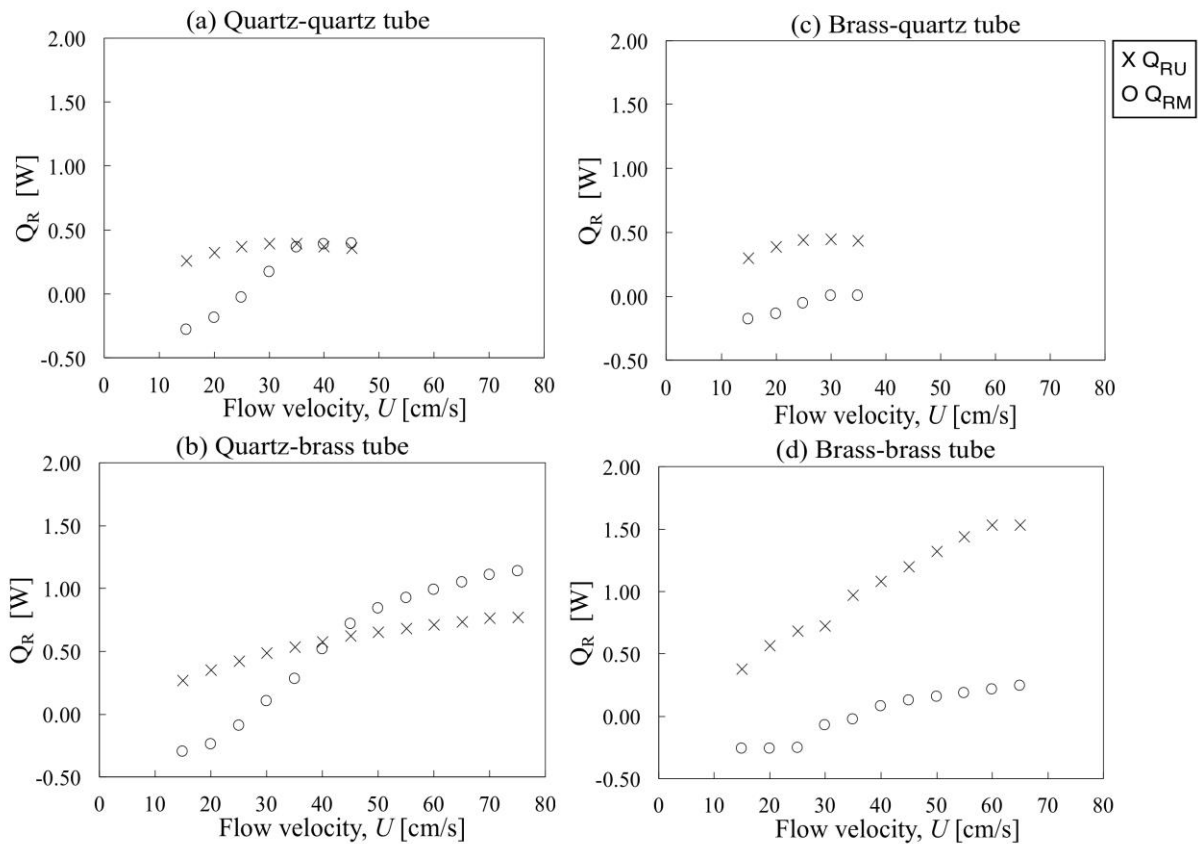 (a) Quartz-quartz tube
2.00
1.50
1.00
0.50
0.00
-0.50
Q_R [W]
0 10 20 30 40 50 60 70 80
Flow velocity, U [cm/s]
(c) Brass-quartz tube
2.00
1.50
1.00
0.50
0.00
-0.50
Q_R [W]
0 10 20 30 40 50 60 70 80
Flow velocity, U [cm/s]
X Q_RU
O Q_RM
(b) Quartz-brass tube
2.00
1.50
1.00
0.50
0.00
-0.50
Q_R [W]
0 10 20 30 40 50 60 70 80
Flow velocity, U [cm/s]
(d) Brass-brass tube
2.00
1.50
1.00
0.50
0.00
-0.50
Q_R [W]
0 10 20 30 40 50 60 70 80
Flow velocity, U [cm/s]